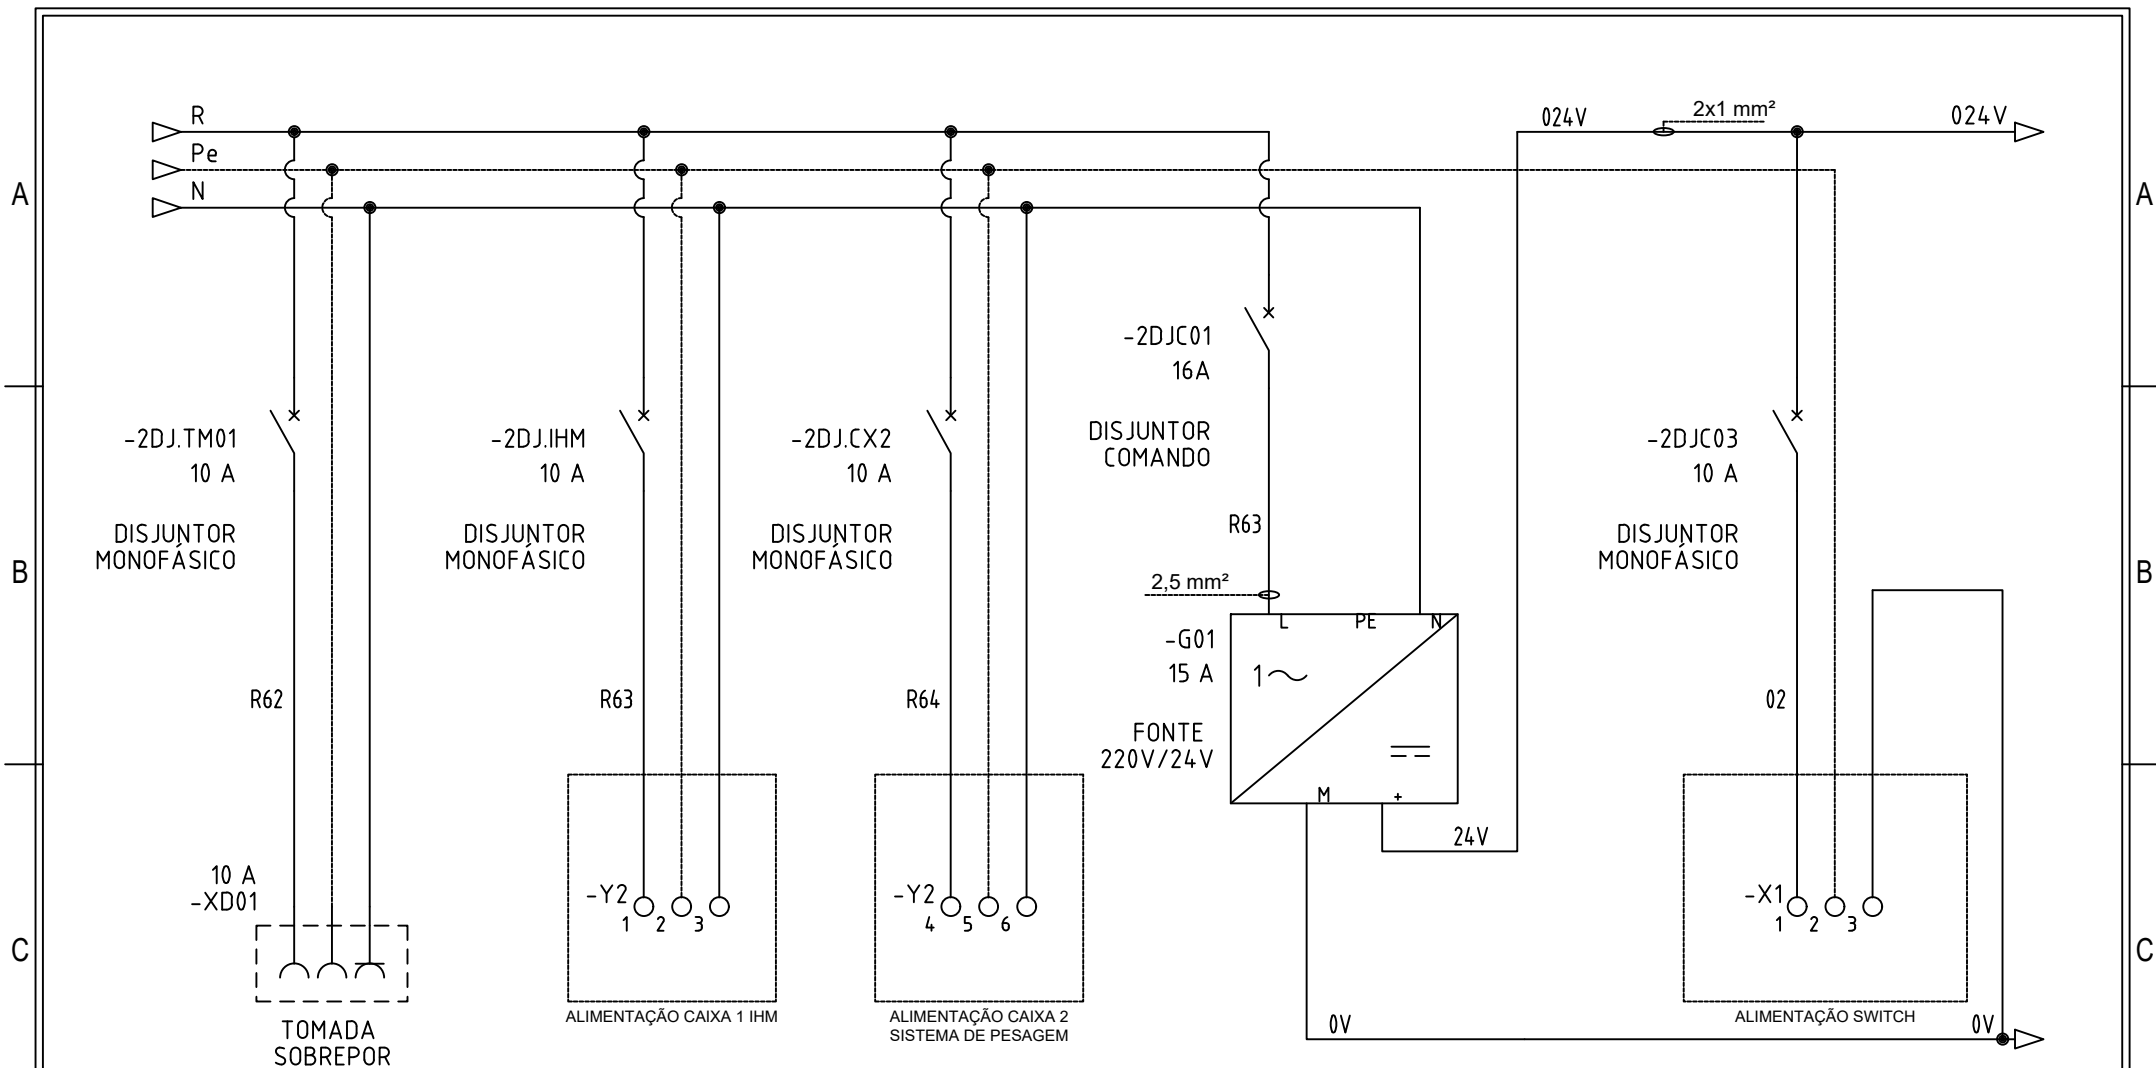 R
Pe
N
A
A
024V
2x1 mm²
024V
-2DJC01
16A
DISJUNTOR
COMANDO
-2DJ.TM01
10 A
DISJUNTOR
MONOFÁSICO
-2DJ.IHM
10 A
DISJUNTOR
MONOFÁSICO
-2DJ.CX2
10 A
DISJUNTOR
MONOFÁSICO
-2DJC03
10 A
DISJUNTOR
MONOFÁSICO
B
B
R63
2,5 mm²
L PE N
-G01
15 A
1
FONTE
220V/24V
M +
24V
R62
R63
R64
02
10 A
-XD01
-Y2
1 2 3
-Y2
4 5 6
-X1
1 2 3
C
C
TOMADA
SOBREPOR
ALIMENTAÇÃO CAIXA 1 IHM
ALIMENTAÇÃO CAIXA 2
SISTEMA DE PESAGEM
0V
ALIMENTAÇÃO SWITCH
0V